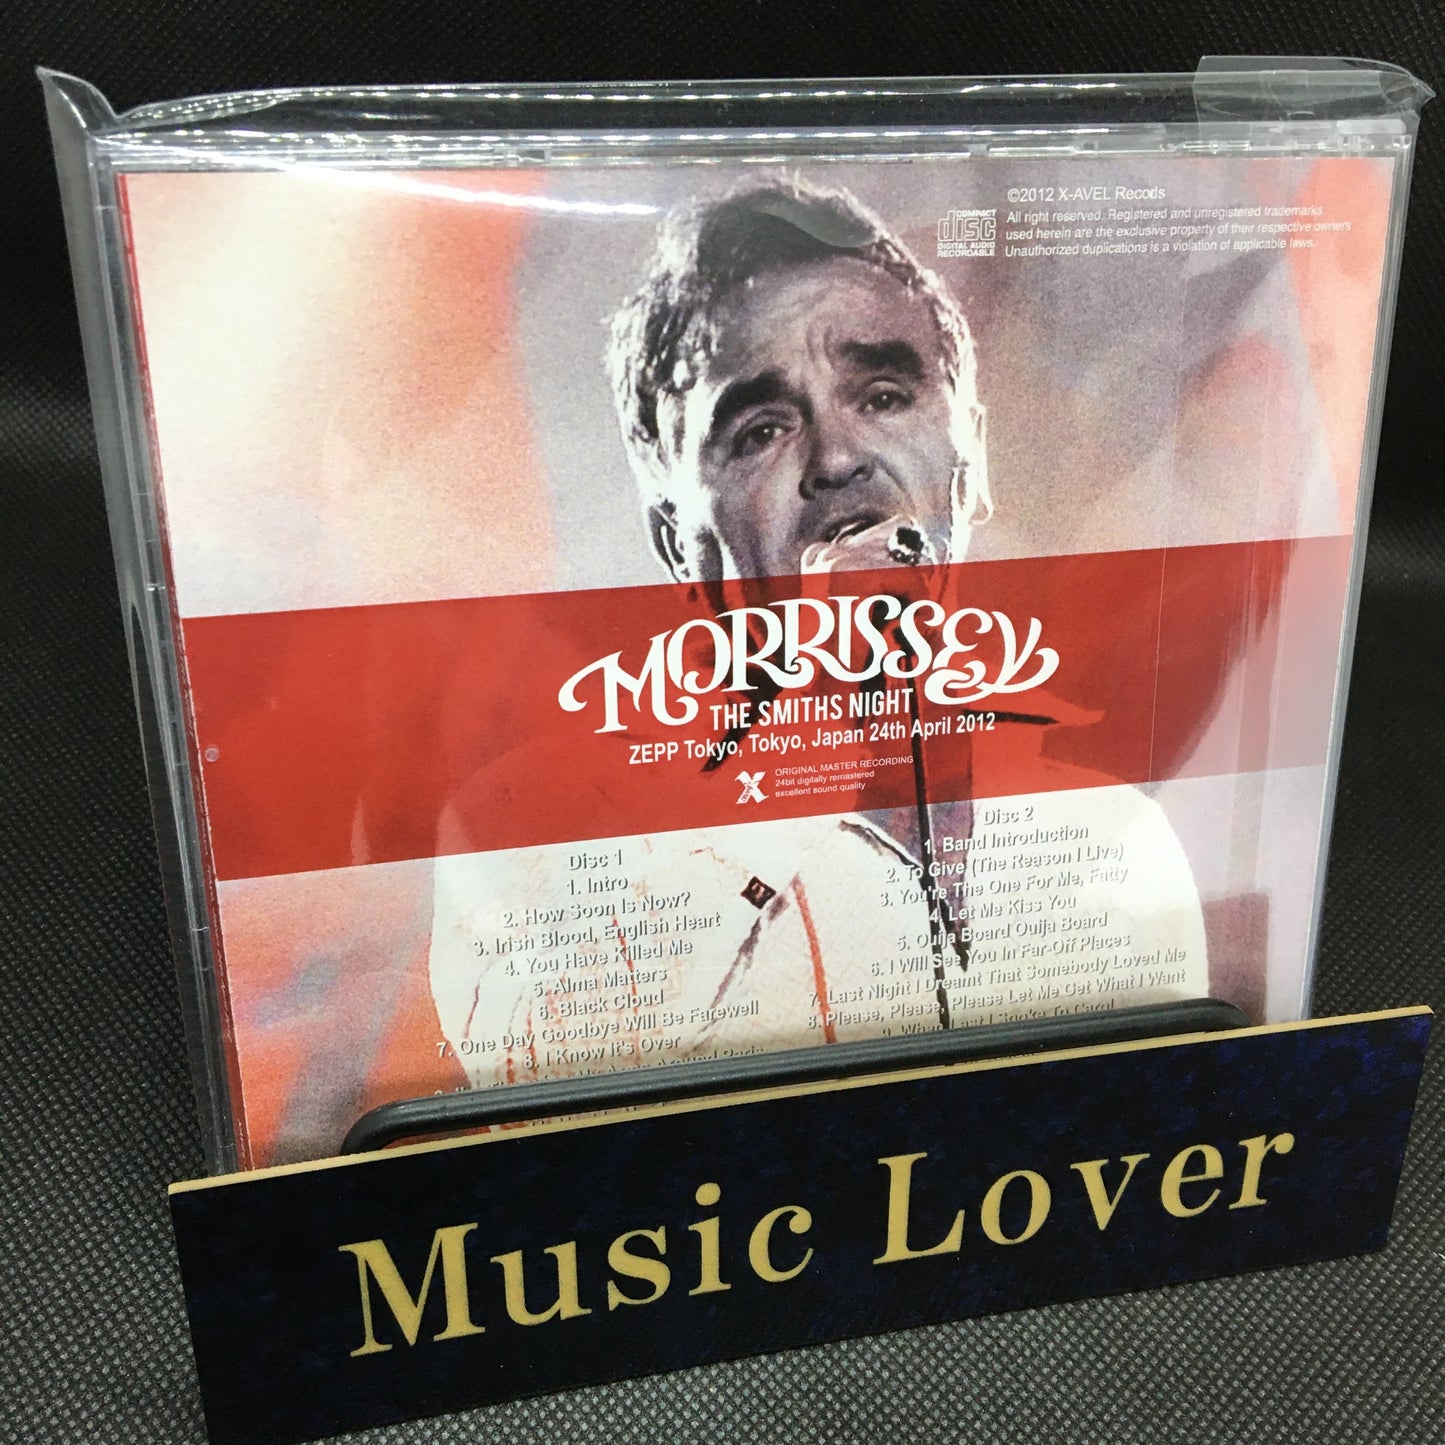 ©2012 X-AVEL Records
COMPACT
disc
DIGITAL AUDIO
RECORDABLE
All right reserved. Registered and unregistered trademarks
used herein are the exclusive property of their respective owners
Unauthorized duplications is a violation of applicable laws.
MORRISSEY
THE SMITHS NIGHT
ZEPP Tokyo, Tokyo, Japan 24th April 2012
X
ORIGINAL MASTER RECORDING
24bit digitally remastered
excellent sound quality
Disc 1
1. Intro
2. How Soon Is Now?
3. Irish Blood, English Heart
4. You Have Killed Me
5. Alma Matters
6. Black Cloud
7. One Day Goodbye Will Be Farewell
8. I Know It's Over
Disc 2
1. Band Introduction
2. To Give (The Reason I Live)
3. You're The One For Me, Fatty
4. Let Me Kiss You
5. Ouija Board Ouija Board
6. I Will See You In Far-Off Places
7. Last Night I Dreamt That Somebody Loved Me
8. Please, Please, Please Let Me Get What I Want
9. When Last I Spoke To Carol
Music Lover